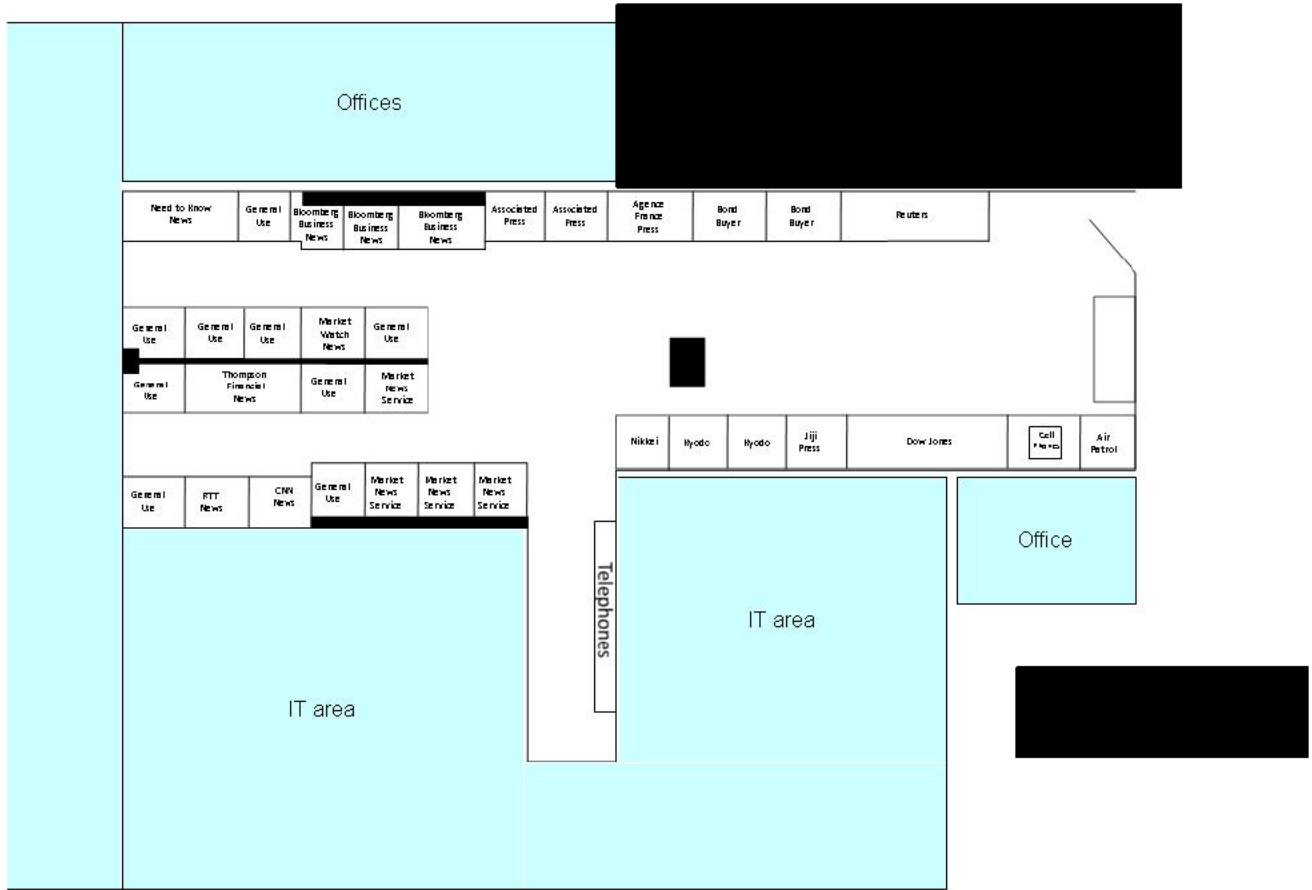 Offices
Need to Know
News
General
Use
Bloomberg
Business
News
Bloomberg
Business
News
Bloomberg
Business
News
Associated
Press
Associated
Press
Agence
France
Press
Bond
Buyer
Bond
Buyer
Reuters
General
Use
General
Use
General
Use
Market
Watch
News
General
Use
General
Use
Thompson
Financial
News
General
Use
Market
News
Service
Nikkei
Kyodo
Kyodo
Jiji
Press
Dow Jones
Cell
Phones
Air
Patrol
General
Use
RTT
News
CNN
News
General
Use
Market
News
Service
Market
News
Service
Market
News
Service
Telephones
IT area
Office
IT area